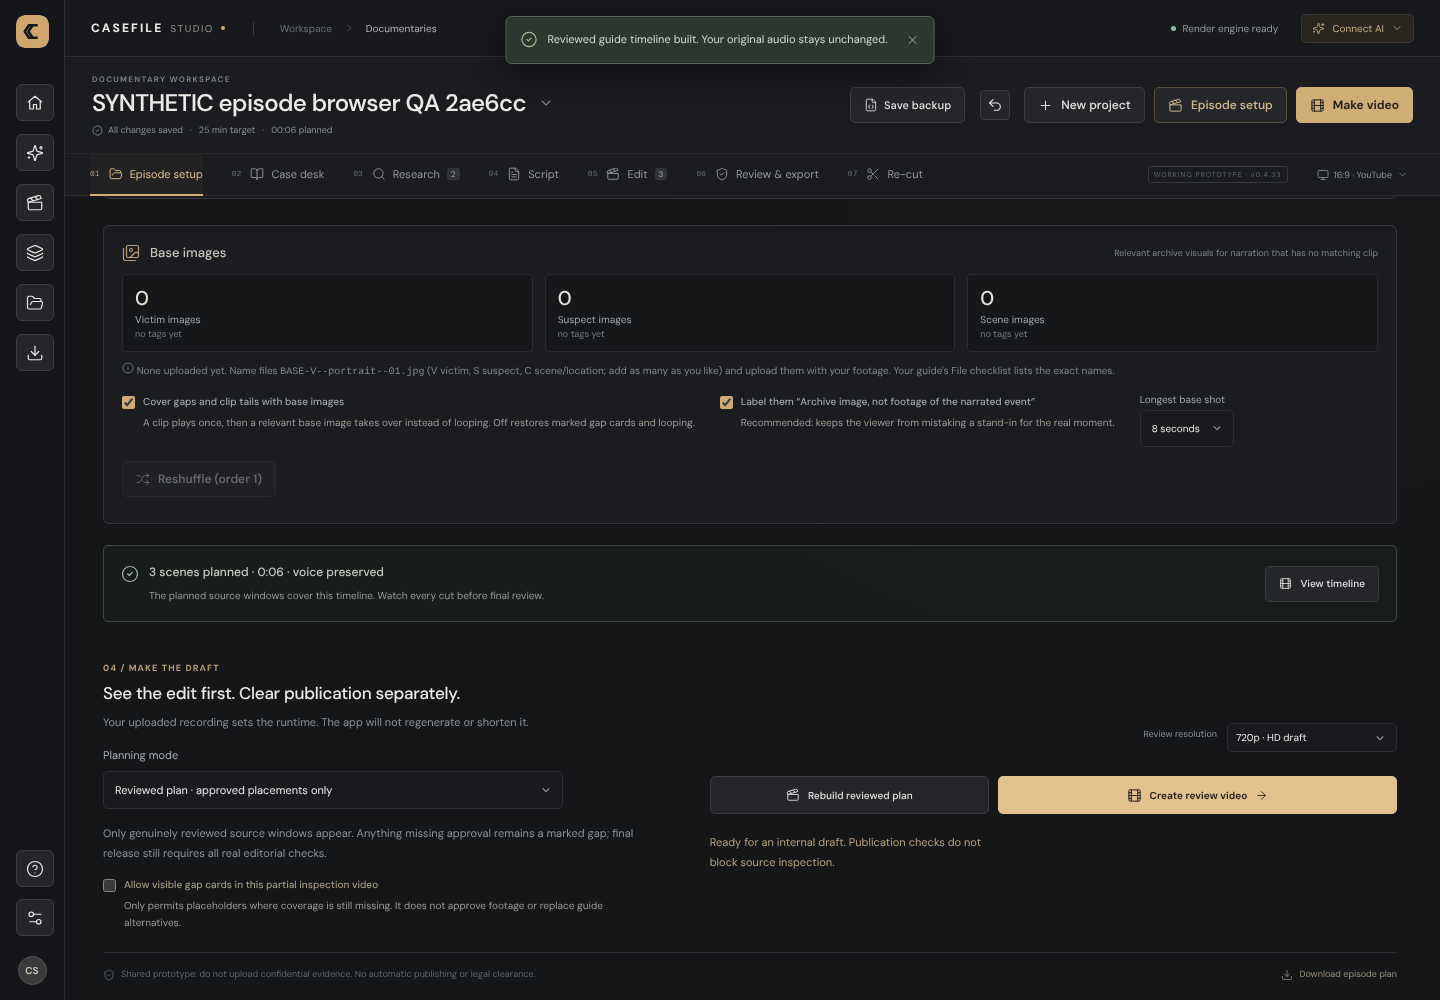 CASEFILE STUDIO
Workspace
Documentaries
Reviewed guide timeline built. Your original audio stays unchanged.
Render engine ready
Connect AI
DOCUMENTARY WORKSPACE
SYNTHETIC episode browser QA 2ae6cc
All changes saved · 25 min target · 00:06 planned
Save backup
New project
Episode setup
Make video
01 Episode setup
02 Case desk
03 Research 2
04 Script
05 Edit 3
06 Review & export
07 Re-cut
WORKING PROTOTYPE · v0.4.33
16:9 · YouTube
Base images
Relevant archive visuals for narration that has no matching clip
0
Victim images
no tags yet
0
Suspect images
no tags yet
0
Scene images
no tags yet
None uploaded yet. Name files BASE-V--portrait--01.jpg (V victim, S suspect, C scene/location; add as many as you like) and upload them with your footage. Your guide's File checklist lists the exact names.
Cover gaps and clip tails with base images
A clip plays once, then a relevant base image takes over instead of looping. Off restores marked gap cards and looping.
Label them “Archive image, not footage of the narrated event”
Recommended: keeps the viewer from mistaking a stand-in for the real moment.
Longest base shot
8 seconds
Reshuffle (order 1)
3 scenes planned · 0:06 · voice preserved
The planned source windows cover this timeline. Watch every cut before final review.
View timeline
04 / MAKE THE DRAFT
See the edit first. Clear publication separately.
Your uploaded recording sets the runtime. The app will not regenerate or shorten it.
Review resolution
720p · HD draft
Planning mode
Reviewed plan · approved placements only
Rebuild reviewed plan
Create review video
Only genuinely reviewed source windows appear. Anything missing approval remains a marked gap; final
release still requires all real editorial checks.
Ready for an internal draft. Publication checks do not
block source inspection.
Allow visible gap cards in this partial inspection video
Only permits placeholders where coverage is still missing. It does not approve footage or replace guide
alternatives.
CS
Shared prototype: do not upload confidential evidence. No automatic publishing or legal clearance.
Download episode plan